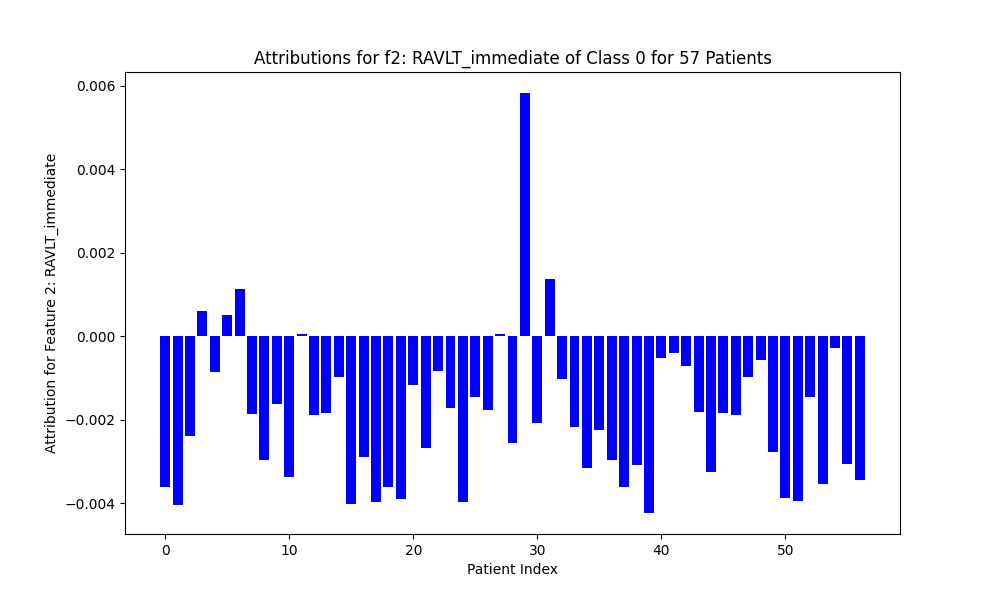 Attributions for f2: RAVLT_immediate of Class 0 for 57 Patients
Attribution for Feature 2: RAVLT_immediate
0.006
0.004
0.002
0.000
−0.002
−0.004
0 10 20 30 40 50
Patient Index